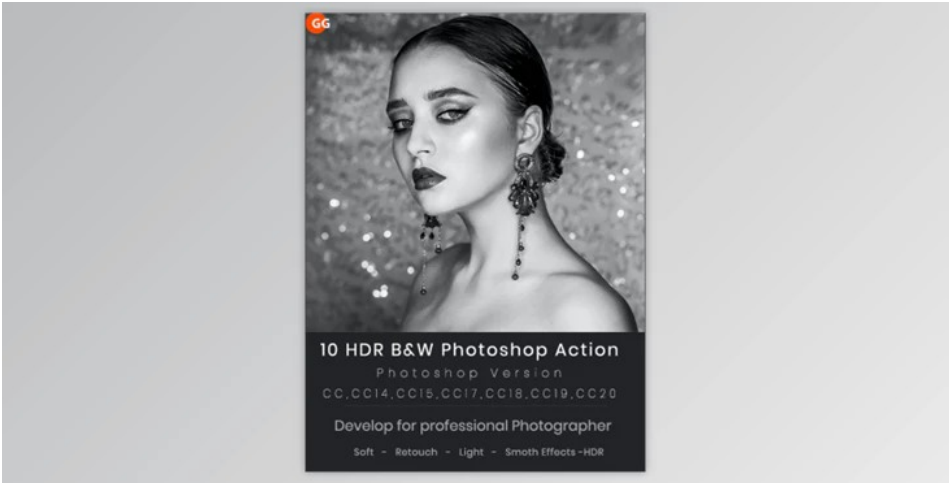 GG
10 HDR B&W Photoshop Action
Photoshop Version
CC,CC14,CC15,CC17,CC18,CC19,CC20
Develop for professional Photographer
Soft - Retouch - Light - Smoth Effects -HDR